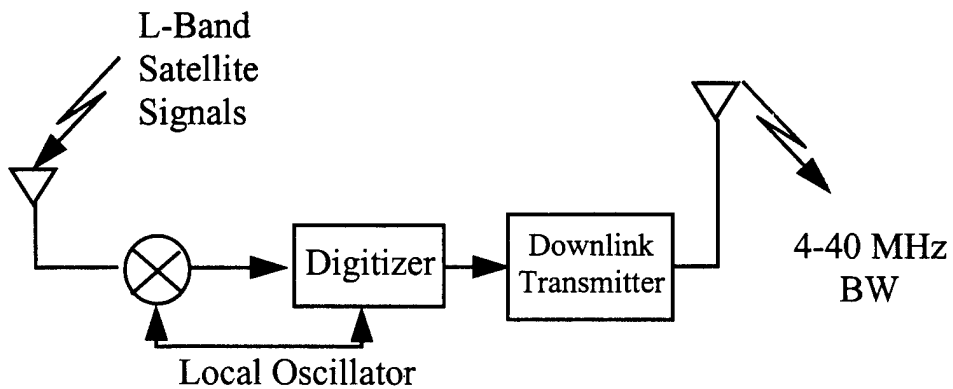 L-Band
Satellite
Signals
Digitizer
Downlink
Transmitter
4-40 MHz
BW
Local Oscillator